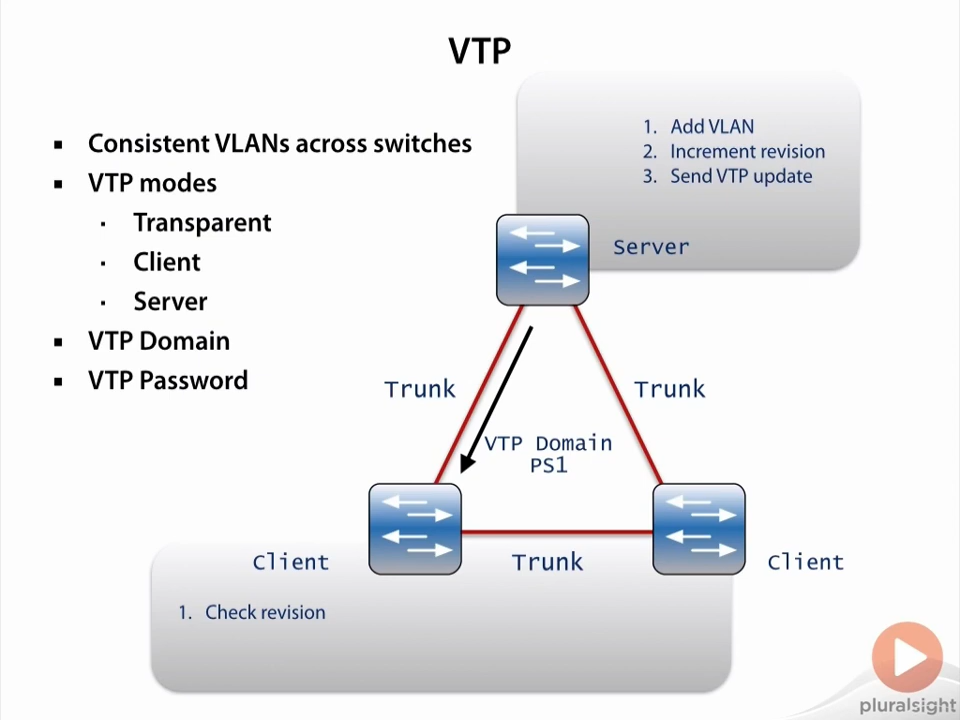 VTP
Consistent VLANs across switches
VTP modes
Transparent
Client
Server
VTP Domain
VTP Password
1. Add VLAN
2. Increment revision
3. Send VTP update
Server
Trunk
Trunk
VTP Domain
PS1
Client
Trunk
Client
1. Check revision
pluralsight